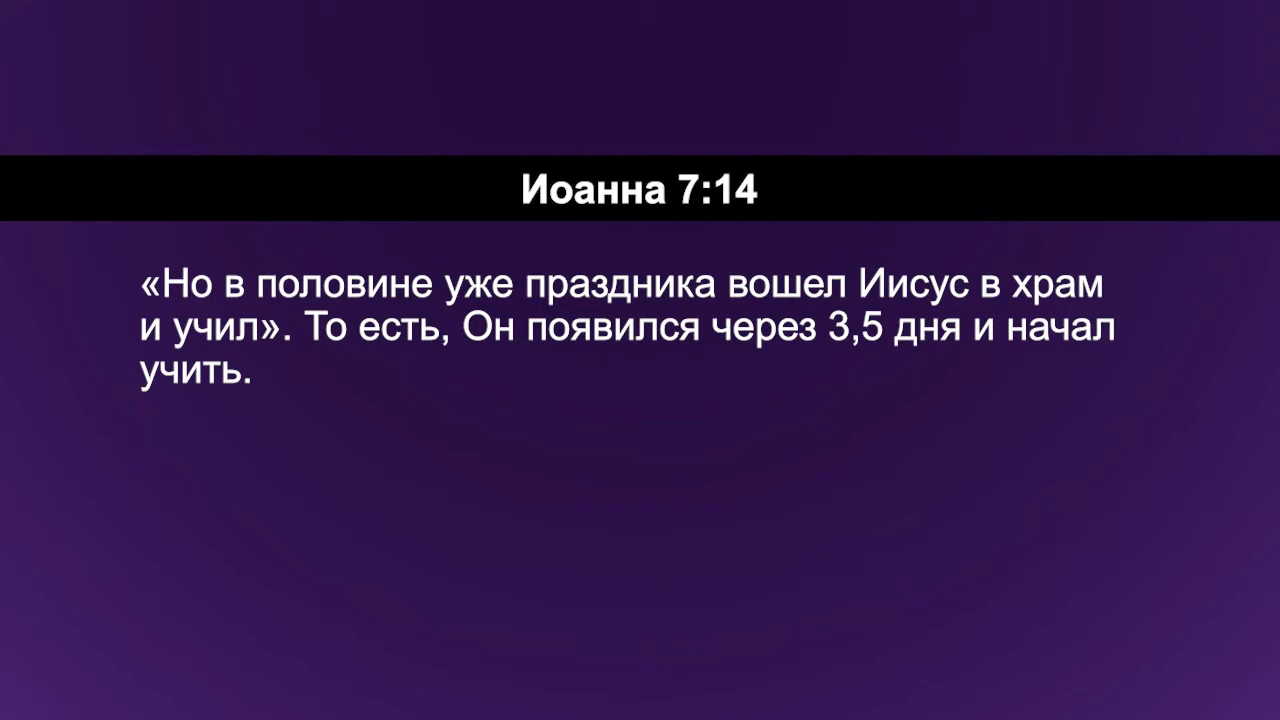 Иоанна 7:14
«Но в половине уже праздника вошел Иисус в храм
и учил». То есть, Он появился через 3,5 дня и начал
учить.